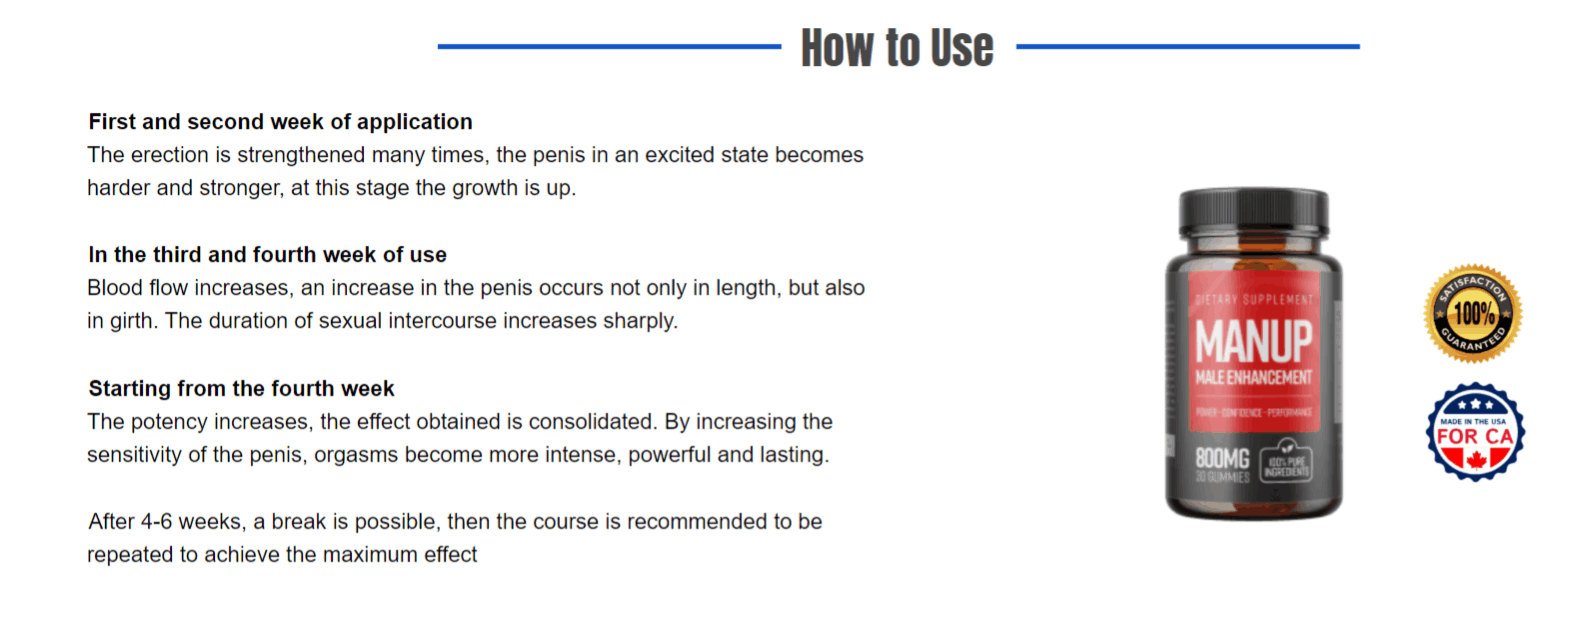 How to Use
First and second week of application
The erection is strengthened many times, the penis in an excited state becomes
harder and stronger, at this stage the growth is up.
In the third and fourth week of use
Blood flow increases, an increase in the penis occurs not only in length, but also
in girth. The duration of sexual intercourse increases sharply.
Starting from the fourth week
The potency increases, the effect obtained is consolidated. By increasing the
sensitivity of the penis, orgasms become more intense, powerful and lasting.
After 4-6 weeks, a break is possible, then the course is recommended to be
repeated to achieve the maximum effect
DIETARY SUPPLEMENT
MANUP
MALE ENHANCEMENT
POWER - CONFIDENCE - PERFORMANCE
800MG
30 GUMMIES
100% PURE
INGREDIENTS
SATISFACTION
100%
GUARANTEED
MADE IN THE USA
FOR CA